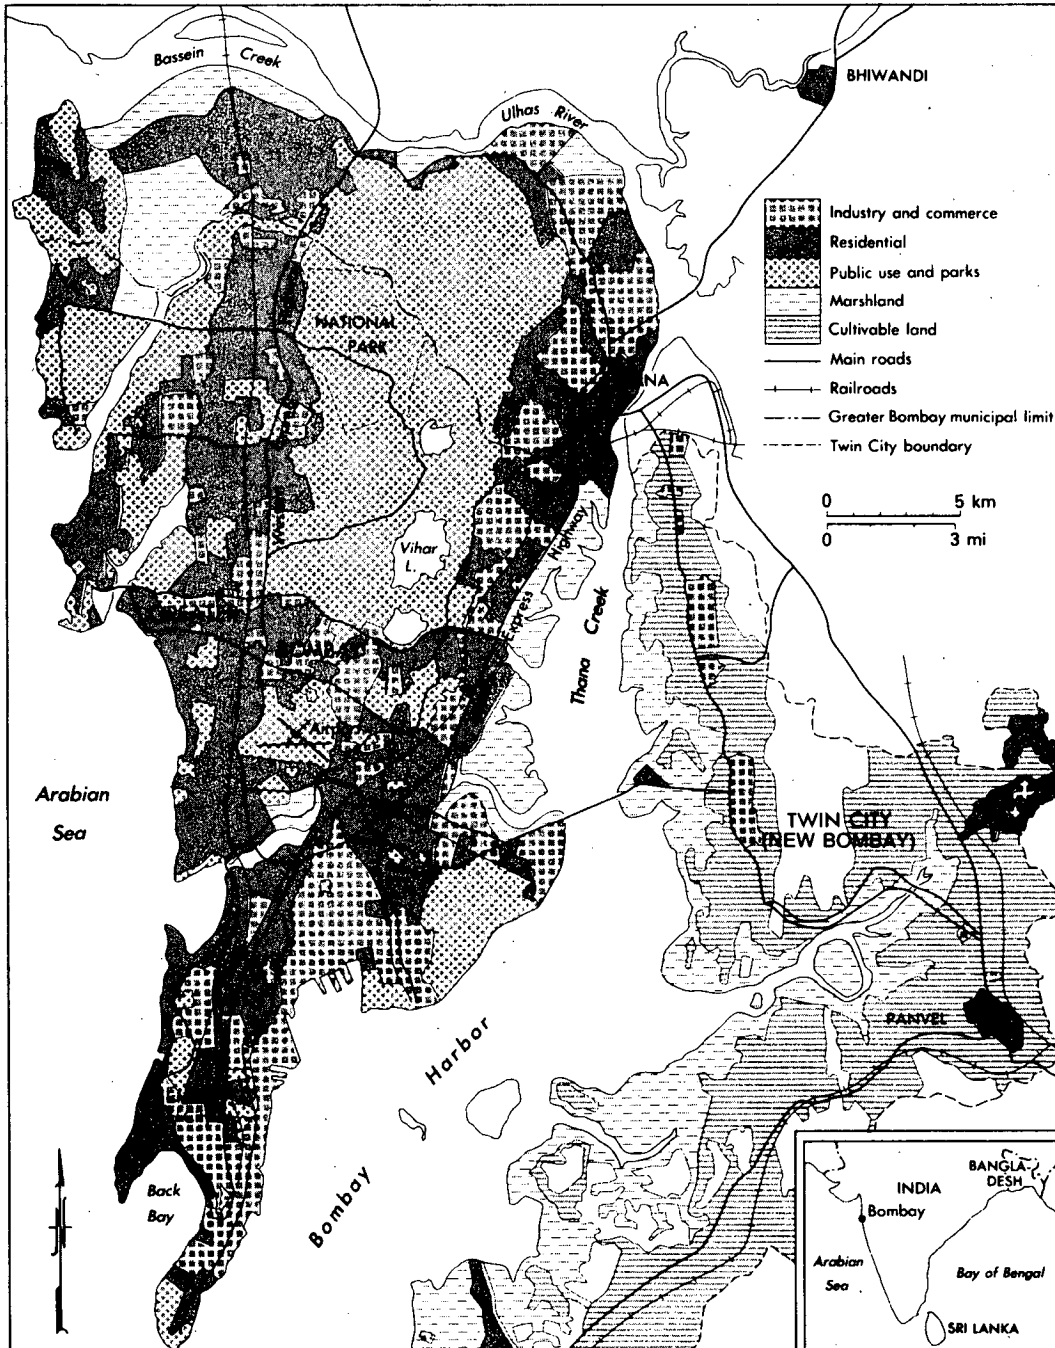 Bassein Creek
Ulhas River
BHIWANDI
Industry and commerce
Residential
Public use and parks
Marshland
Cultivable land
Main roads
Railroads
Greater Bombay municipal limit
Twin City boundary
0 5 km
0 3 mi
NATIONAL
PARK
Western
Vihar
L.
Express Highway
Thana Creek
Airport
Arabian
Sea
TWIN CITY
(NEW BOMBAY)
PANVEL
Bombay Harbor
Back
Bay
INDIA
BANGLA-
DESH
Bombay
Arabian
Sea
Bay of Bengal
SRI LANKA